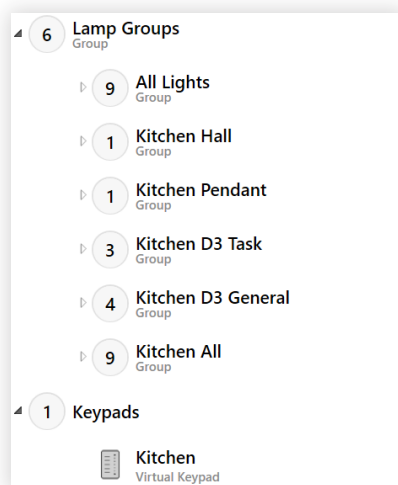 6 Lamp Groups
Group
9 All Lights
Group
1 Kitchen Hall
Group
1 Kitchen Pendant
Group
3 Kitchen D3 Task
Group
4 Kitchen D3 General
Group
9 Kitchen All
Group
1 Keypads
Kitchen
Virtual Keypad